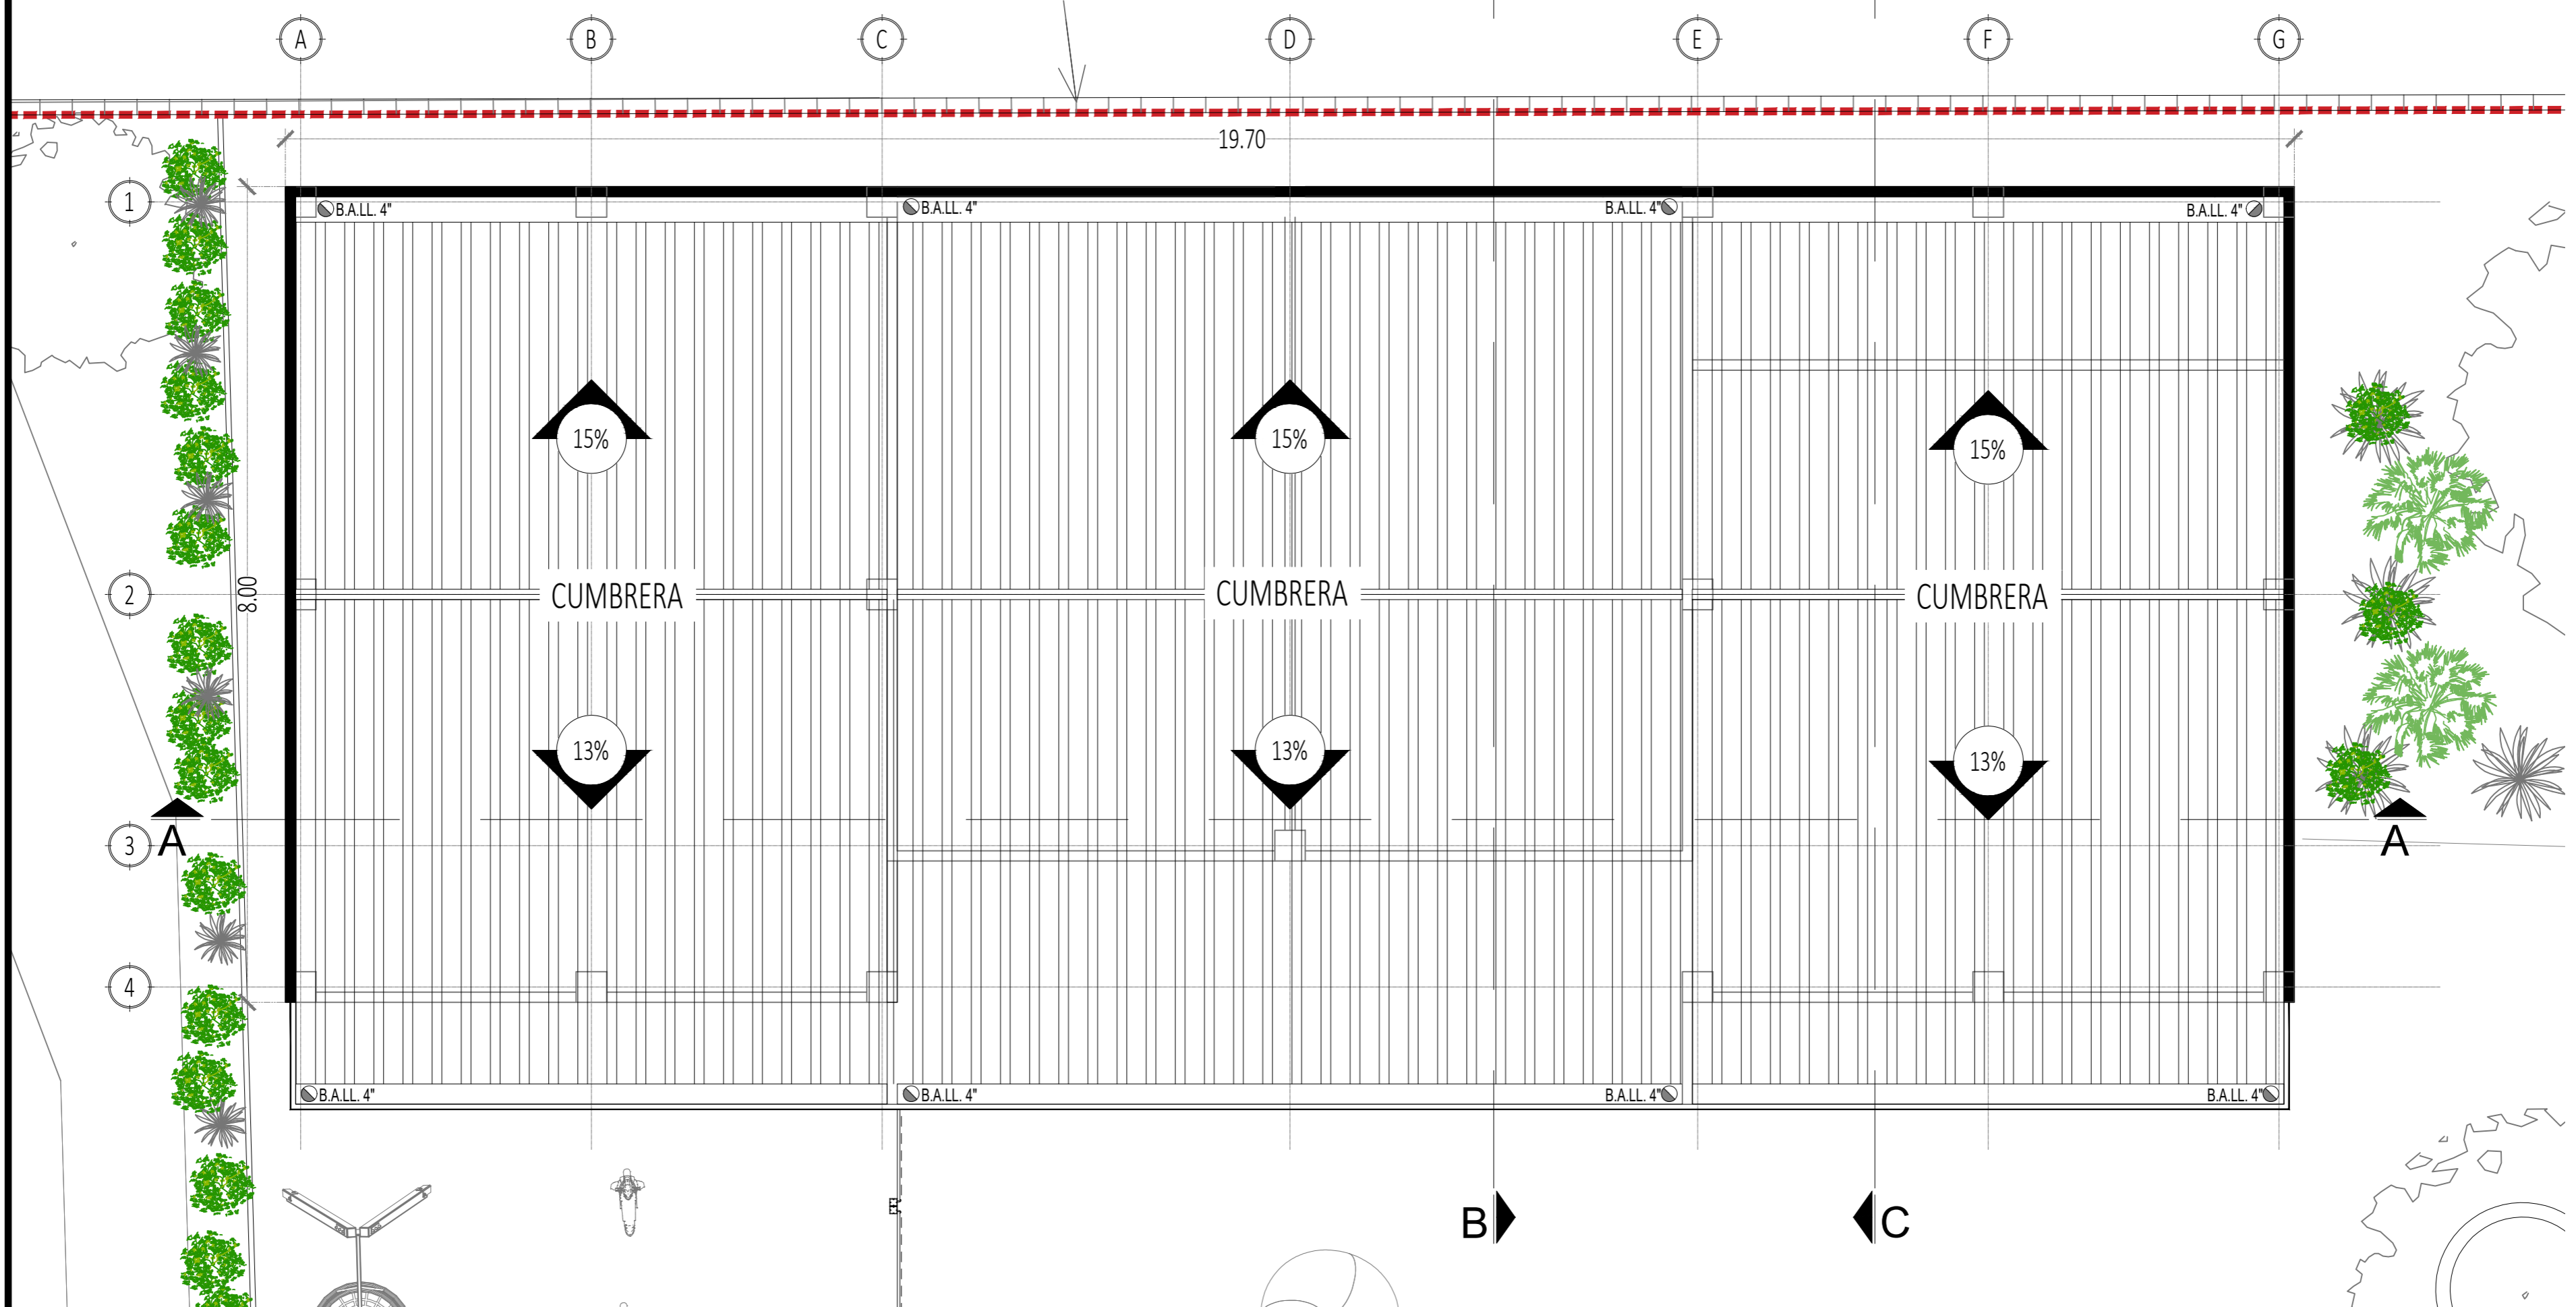 A B C D E F G
19.70
1
B.A.LL. 4" B.A.LL. 4" B.A.LL. 4" B.A.LL. 4"
15% 15% 15%
2
8.00
CUMBRERA CUMBRERA CUMBRERA
13% 13% 13%
3
A A
4
B.A.LL. 4" B.A.LL. 4" B.A.LL. 4" B.A.LL. 4"
B C